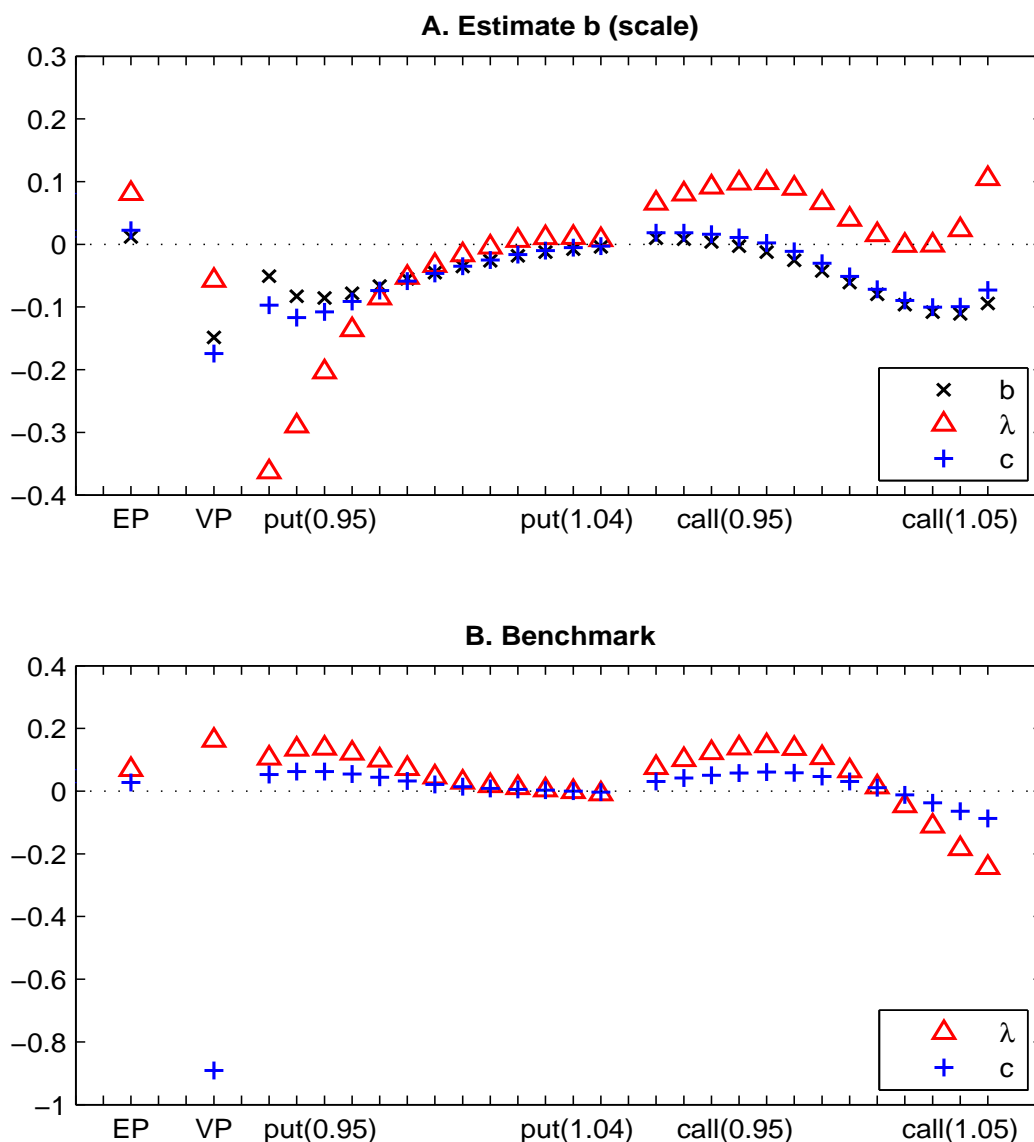 A. Estimate b (scale)
0.3
0.2
0.1
0
−0.1
−0.2
−0.3
−0.4
b
λ
c
EP VP put(0.95) put(1.04) call(0.95) call(1.05)
B. Benchmark
0.4
0.2
0
−0.2
−0.4
−0.6
−0.8
−1
λ
c
EP VP put(0.95) put(1.04) call(0.95) call(1.05)